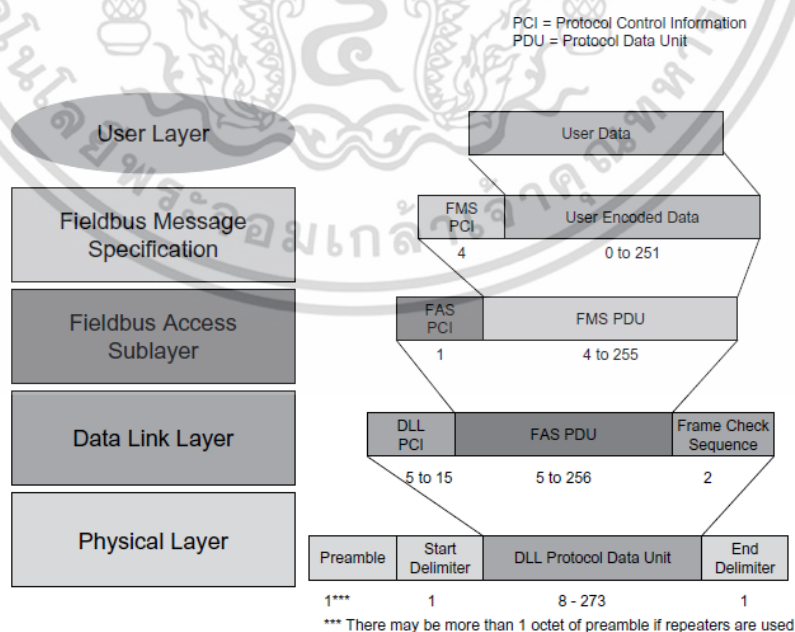 PCI = Protocol Control Information
PDU = Protocol Data Unit
User Layer
User Data
Fieldbus Message
Specification
FMS
PCI
User Encoded Data
4
0 to 251
Fieldbus Access
Sublayer
FAS
PCI
FMS PDU
1
4 to 255
Data Link Layer
DLL
PCI
FAS PDU
Frame Check
Sequence
5 to 15
5 to 256
2
Physical Layer
Preamble
Start
Delimiter
DLL Protocol Data Unit
End
Delimiter
1***
1
8 - 273
1
*** There may be more than 1 octet of preamble if repeaters are used